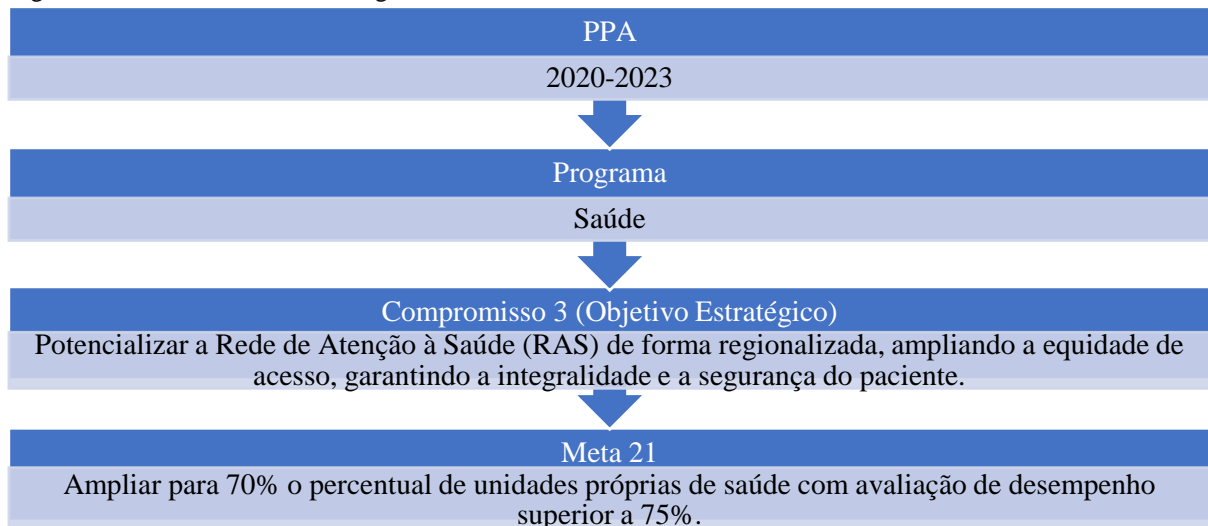 PPA
2020-2023
Programa
Saúde
Compromisso 3 (Objetivo Estratégico)
Potencializar a Rede de Atenção à Saúde (RAS) de forma regionalizada, ampliando a equidade de
acesso, garantindo a integralidade e a segurança do paciente.
Meta 21
Ampliar para 70% o percentual de unidades próprias de saúde com avaliação de desempenho
superior a 75%.